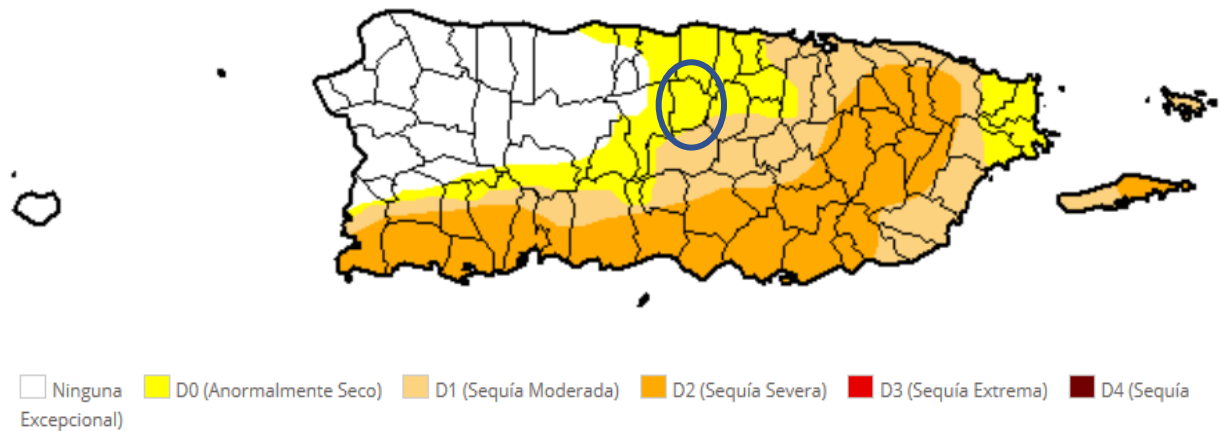 Ninguna D0 (Anormalmente Seco) D1 (Sequía Moderada) D2 (Sequía Severa) D3 (Sequía Extrema) D4 (Sequía
Excepcional)